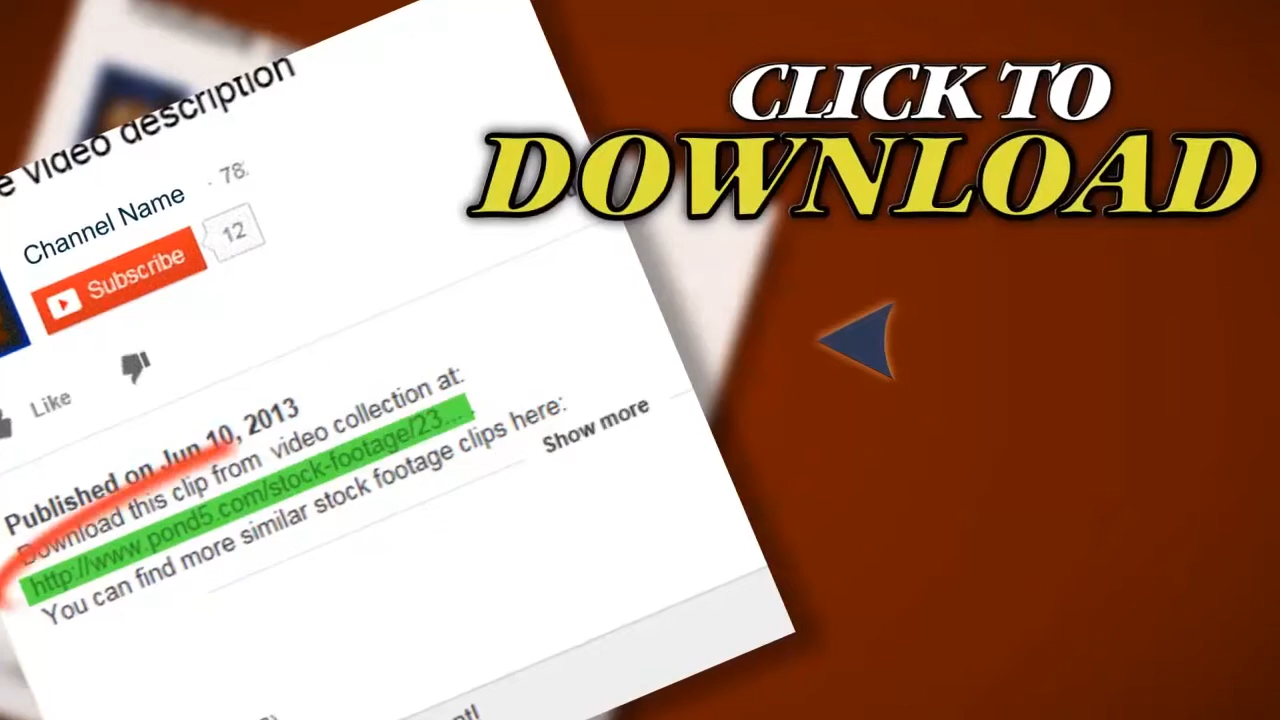 CLICK TO
DOWNLOAD
video description
Channel Name
· 78
Subscribe
12
Like
Published on Jun 10, 2013
Download this clip from video collection at:
http://www.pond5.com/stock-footage/23...
You can find more similar stock footage clips here:
Show more